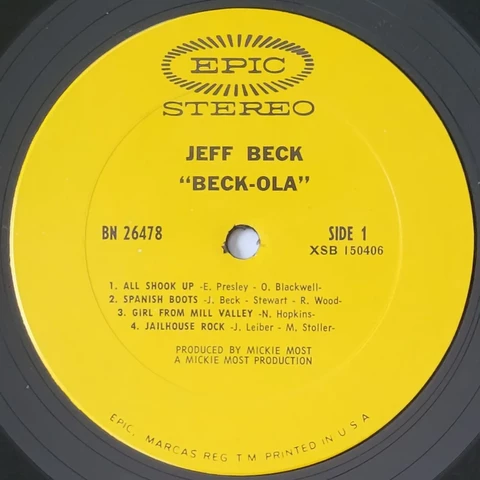 EPIC
STEREO
JEFF BECK
"BECK-OLA"
BN 26478 SIDE 1
XSB 150406
1. ALL SHOOK UP -E. Presley - O. Blackwell-
2. SPANISH BOOTS -J. Beck - Stewart - R. Wood-
3. GIRL FROM MILL VALLEY -N. Hopkins-
4. JAILHOUSE ROCK -J. Leiber - M. Stoller-
PRODUCED BY MICKIE MOST
A MICKIE MOST PRODUCTION
EPIC, MARCAS REG T M PRINTED IN U S A